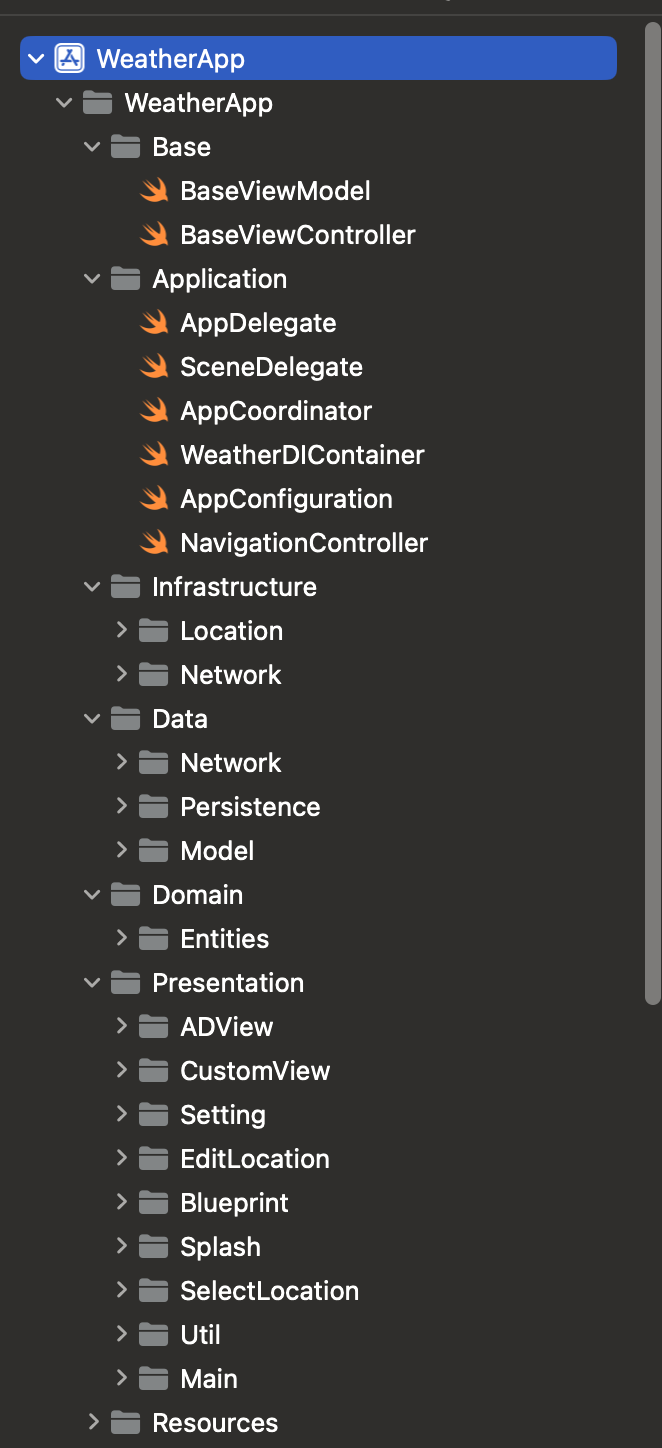 WeatherApp
WeatherApp
Base
BaseViewModel
BaseViewController
Application
AppDelegate
SceneDelegate
AppCoordinator
WeatherDIContainer
AppConfiguration
NavigationController
Infrastructure
Location
Network
Data
Network
Persistence
Model
Domain
Entities
Presentation
ADView
CustomView
Setting
EditLocation
Blueprint
Splash
SelectLocation
Util
Main
Resources